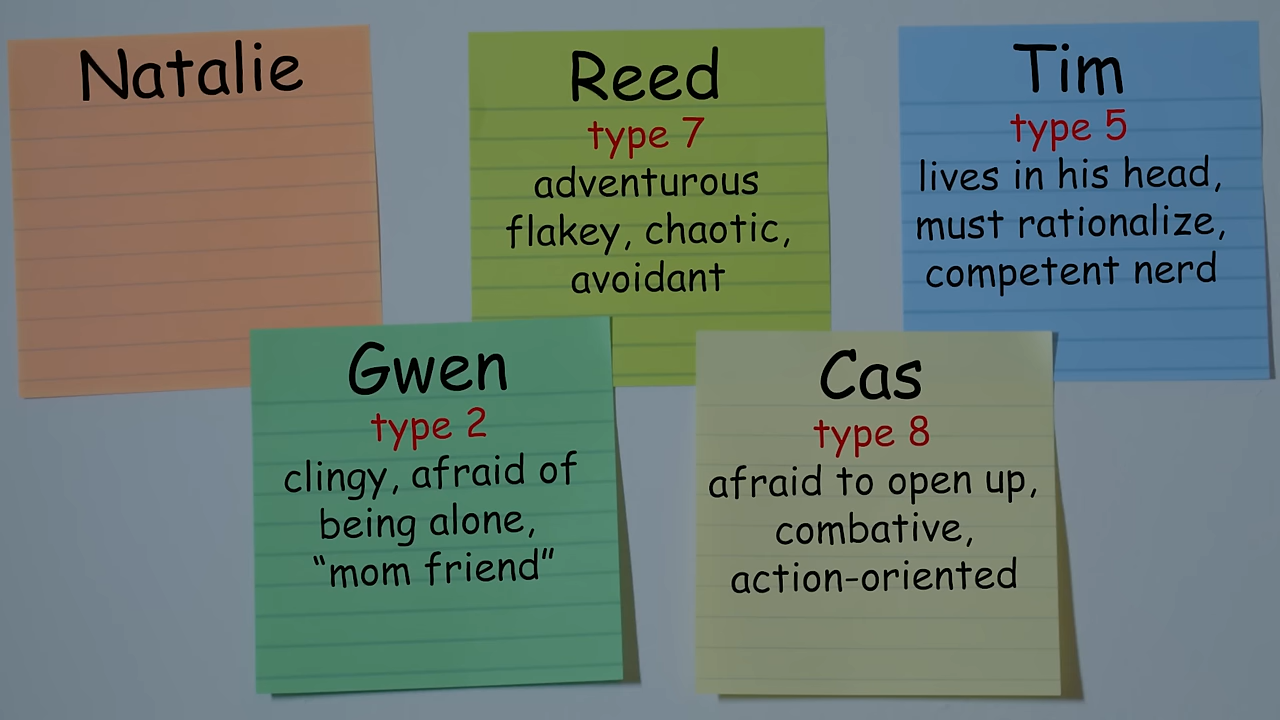 Natalie
Reed
type 7
adventurous
flakey, chaotic,
avoidant
Tim
type 5
lives in his head,
must rationalize,
competent nerd
Gwen
type 2
clingy, afraid of
being alone,
“mom friend”
Cas
type 8
afraid to open up,
combative,
action-oriented